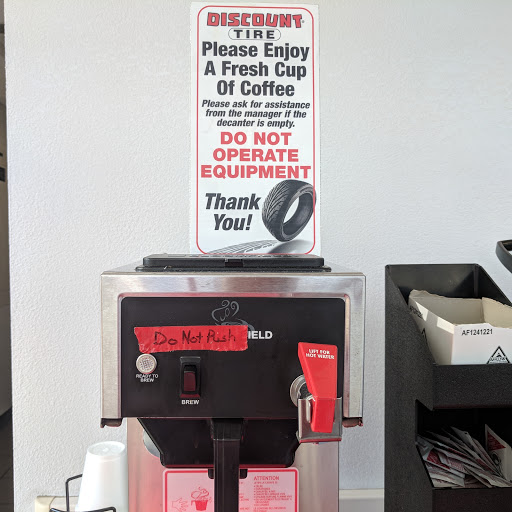 DISCOUNT
TIRE
Please Enjoy
A Fresh Cup
Of Coffee
Please ask for assistance
from the manager if the
decanter is empty.
DO NOT
OPERATE
EQUIPMENT
Thank
You!
IELD
Do Not Push
LIFT FOR
HOT WATER
READY TO
BREW
BREW
AF1241221
ATTENTION